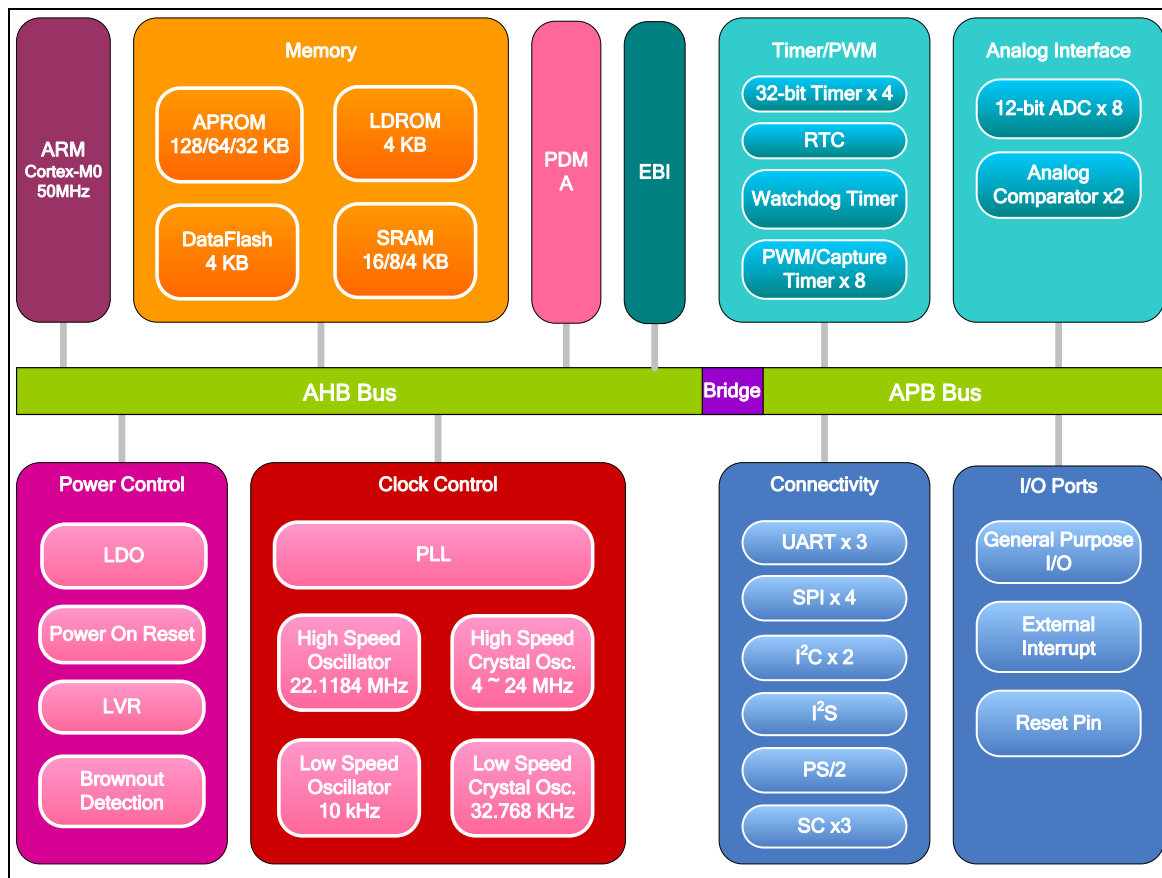 ARM
Cortex-M0
50MHz
Memory
APROM
128/64/32 KB
LDROM
4 KB
DataFlash
4 KB
SRAM
16/8/4 KB
PDM
A
EBI
Timer/PWM
32-bit Timer x 4
RTC
Watchdog Timer
PWM/Capture
Timer x 8
Analog Interface
12-bit ADC x 8
Analog
Comparator x2
AHB Bus
Bridge
APB Bus
Power Control
LDO
Power On Reset
LVR
Brownout
Detection
Clock Control
PLL
High Speed
Oscillator
22.1184 MHz
High Speed
Crystal Osc.
4 ~ 24 MHz
Low Speed
Oscillator
10 kHz
Low Speed
Crystal Osc.
32.768 KHz
Connectivity
UART x 3
SPI x 4
I²C x 2
I²S
PS/2
SC x3
I/O Ports
General Purpose
I/O
External
Interrupt
Reset Pin